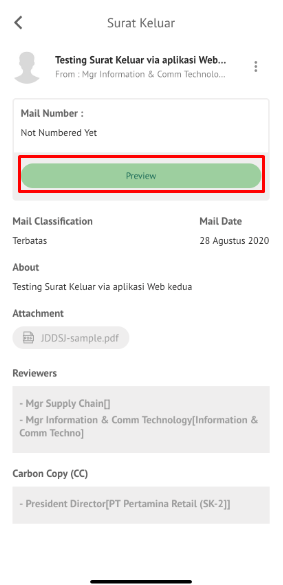 Surat Keluar
Testing Surat Keluar via aplikasi Web...
From : Mgr Information & Comm Technolo...
Mail Number :
Not Numbered Yet
Preview
Mail Classification
Mail Date
Terbatas
28 Agustus 2020
About
Testing Surat Keluar via aplikasi Web kedua
Attachment
JDDSJ-sample.pdf
Reviewers
- Mgr Supply Chain[]
- Mgr Information & Comm Technology[Information &
Comm Techno]
Carbon Copy (CC)
- President Director[PT Pertamina Retail (SK-2]]